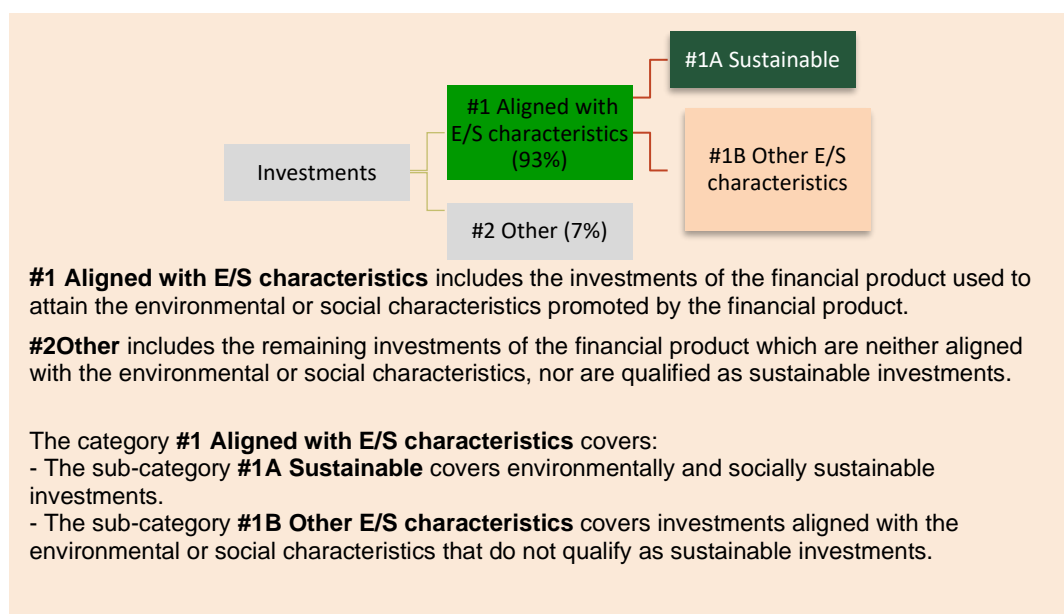 #1A Sustainable
#1 Aligned with
E/S characteristics
(93%)
#1B Other E/S
characteristics
Investments
#2 Other (7%)
#1 Aligned with E/S characteristics includes the investments of the financial product used to
attain the environmental or social characteristics promoted by the financial product.
#2Other includes the remaining investments of the financial product which are neither aligned
with the environmental or social characteristics, nor are qualified as sustainable investments.
The category #1 Aligned with E/S characteristics covers:
- The sub-category #1A Sustainable covers environmentally and socially sustainable
investments.
- The sub-category #1B Other E/S characteristics covers investments aligned with the
environmental or social characteristics that do not qualify as sustainable investments.